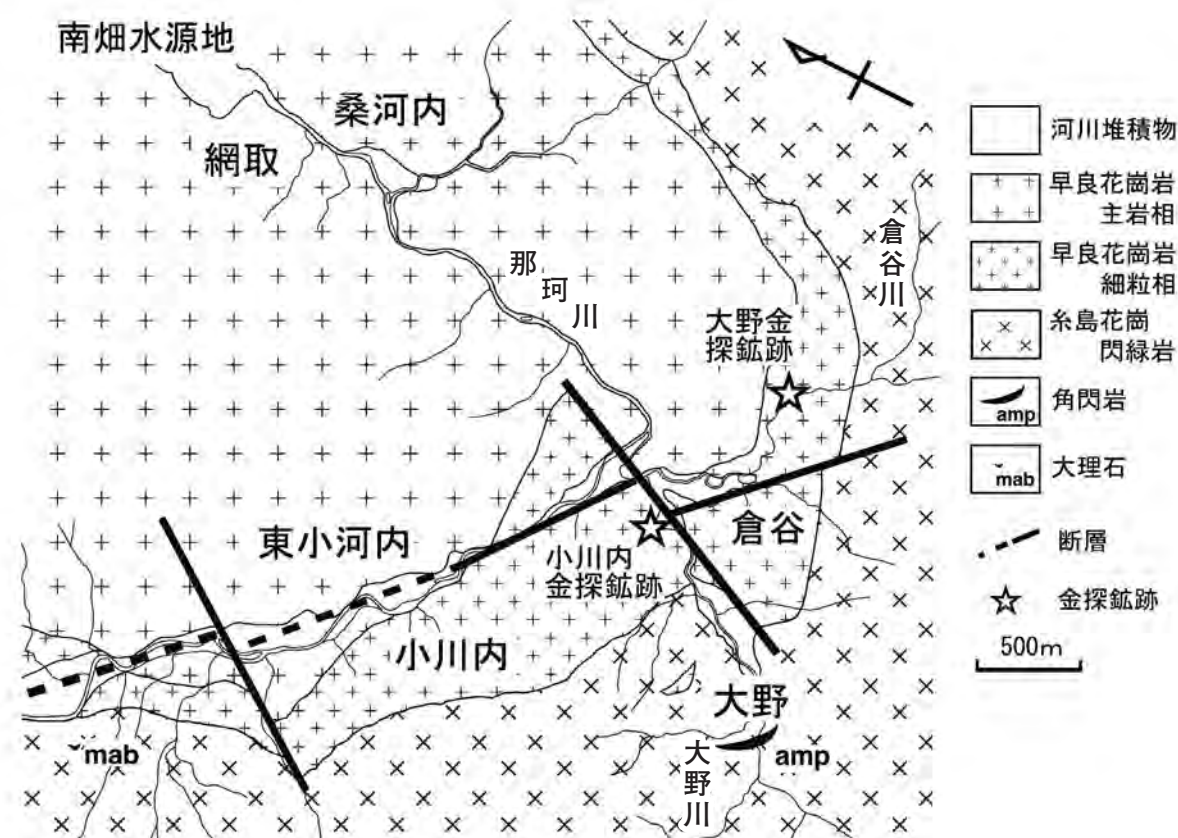 南畑水源地
桑河内
網取
那珂川
倉谷川
大野金
探鉱跡
東小河内
小川内
金探鉱跡
倉谷
小川内
大野
mab
amp
大野川
河川堆積物
早良花崗岩
主岩相
早良花崗岩
細粒相
糸島花崗
閃緑岩
amp
角閃岩
mab
大理石
断層
金探鉱跡
500m